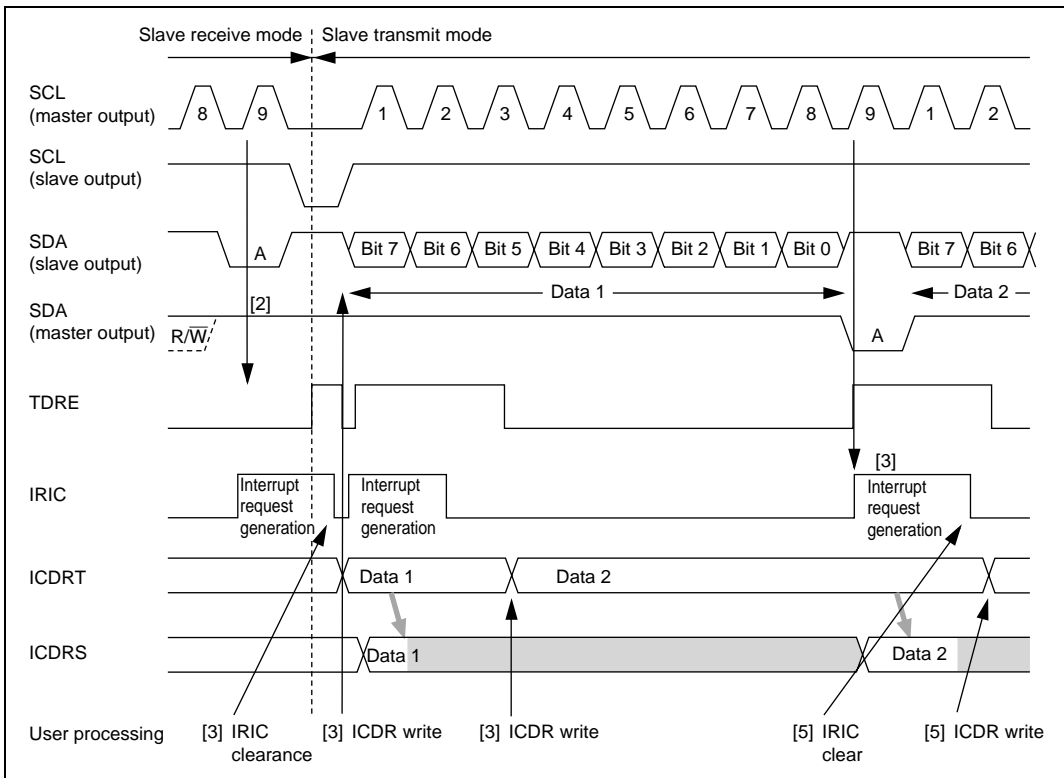 Slave receive mode Slave transmit mode
SCL
(master output)
8 9 1 2 3 4 5 6 7 8 9 1 2
SCL
(slave output)
SDA
(slave output)
A Bit 7 Bit 6 Bit 5 Bit 4 Bit 3 Bit 2 Bit 1 Bit 0 Bit 7 Bit 6
[2] Data 1 Data 2
SDA
(master output)
R/W̅ A
TDRE
[3]
IRIC
Interrupt
request
generation
Interrupt
request
generation
Interrupt
request
generation
ICDRT Data 1 Data 2
ICDRS Data 1 Data 2
User processing
[3] IRIC
clearance
[3] ICDR write
[3] ICDR write
[5] IRIC
clear
[5] ICDR write